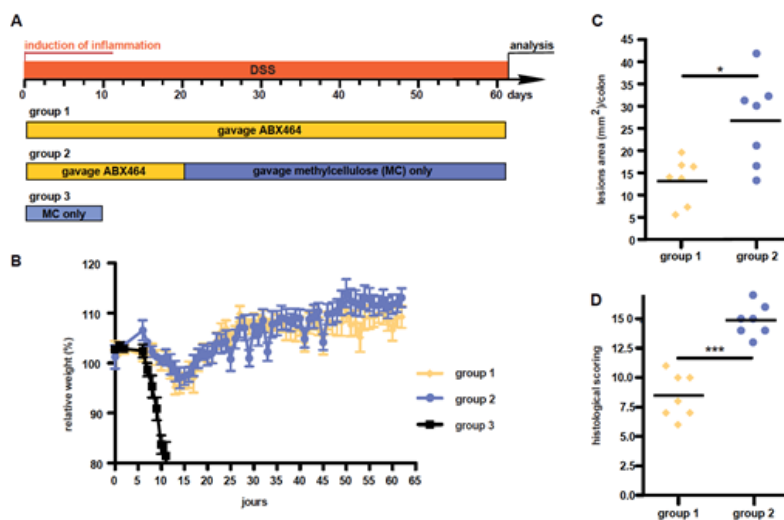 A
induction of inflammation
analysis
DSS
0 10 20 30 40 50 60 days
group 1
gavage ABX464
group 2
gavage ABX464 gavage methylcellulose (MC) only
group 3
MC only
B
relative weight (%)
120
110
100
90
80
0 5 10 15 20 25 30 35 40 45 50 55 60 65
jours
group 1
group 2
group 3
C
lesions area (mm2)/colon
45
40
35
30
25
20
15
10
5
0
*
group 1 group 2
D
histological scoring
15.0
12.5
10.0
7.5
5.0
2.5
0.0
***
group 1 group 2